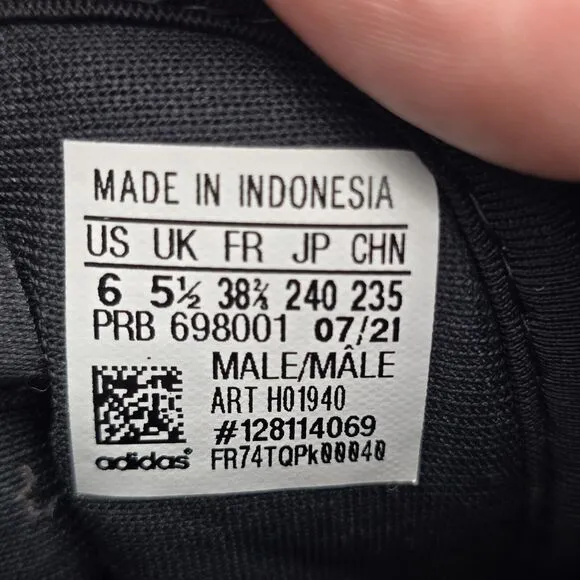 MADE IN INDONESIA
US UK FR JP CHN
6 5½ 38⅔ 240 235
PRB 698001 07/21
MALE/MÂLE
ART H01940
#128114069
adidas® FR74TQPk00040